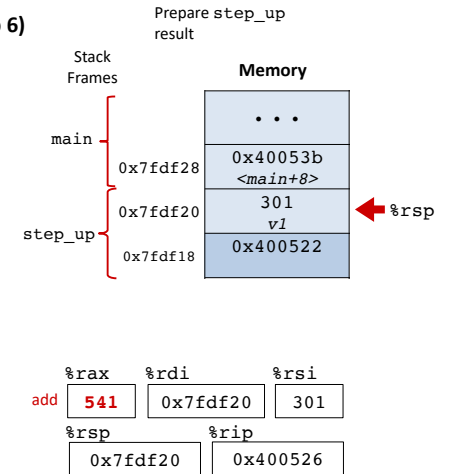 6)
Prepare step_up
result
Stack
Frames
Memory
• • •
main
0x7fdf28
0x40053b
<main+8>
0x7fdf20
301
v1
%rsp
step_up
0x7fdf18
0x400522
%rax %rdi %rsi
add 541 0x7fdf20 301
%rsp %rip
0x7fdf20 0x400526